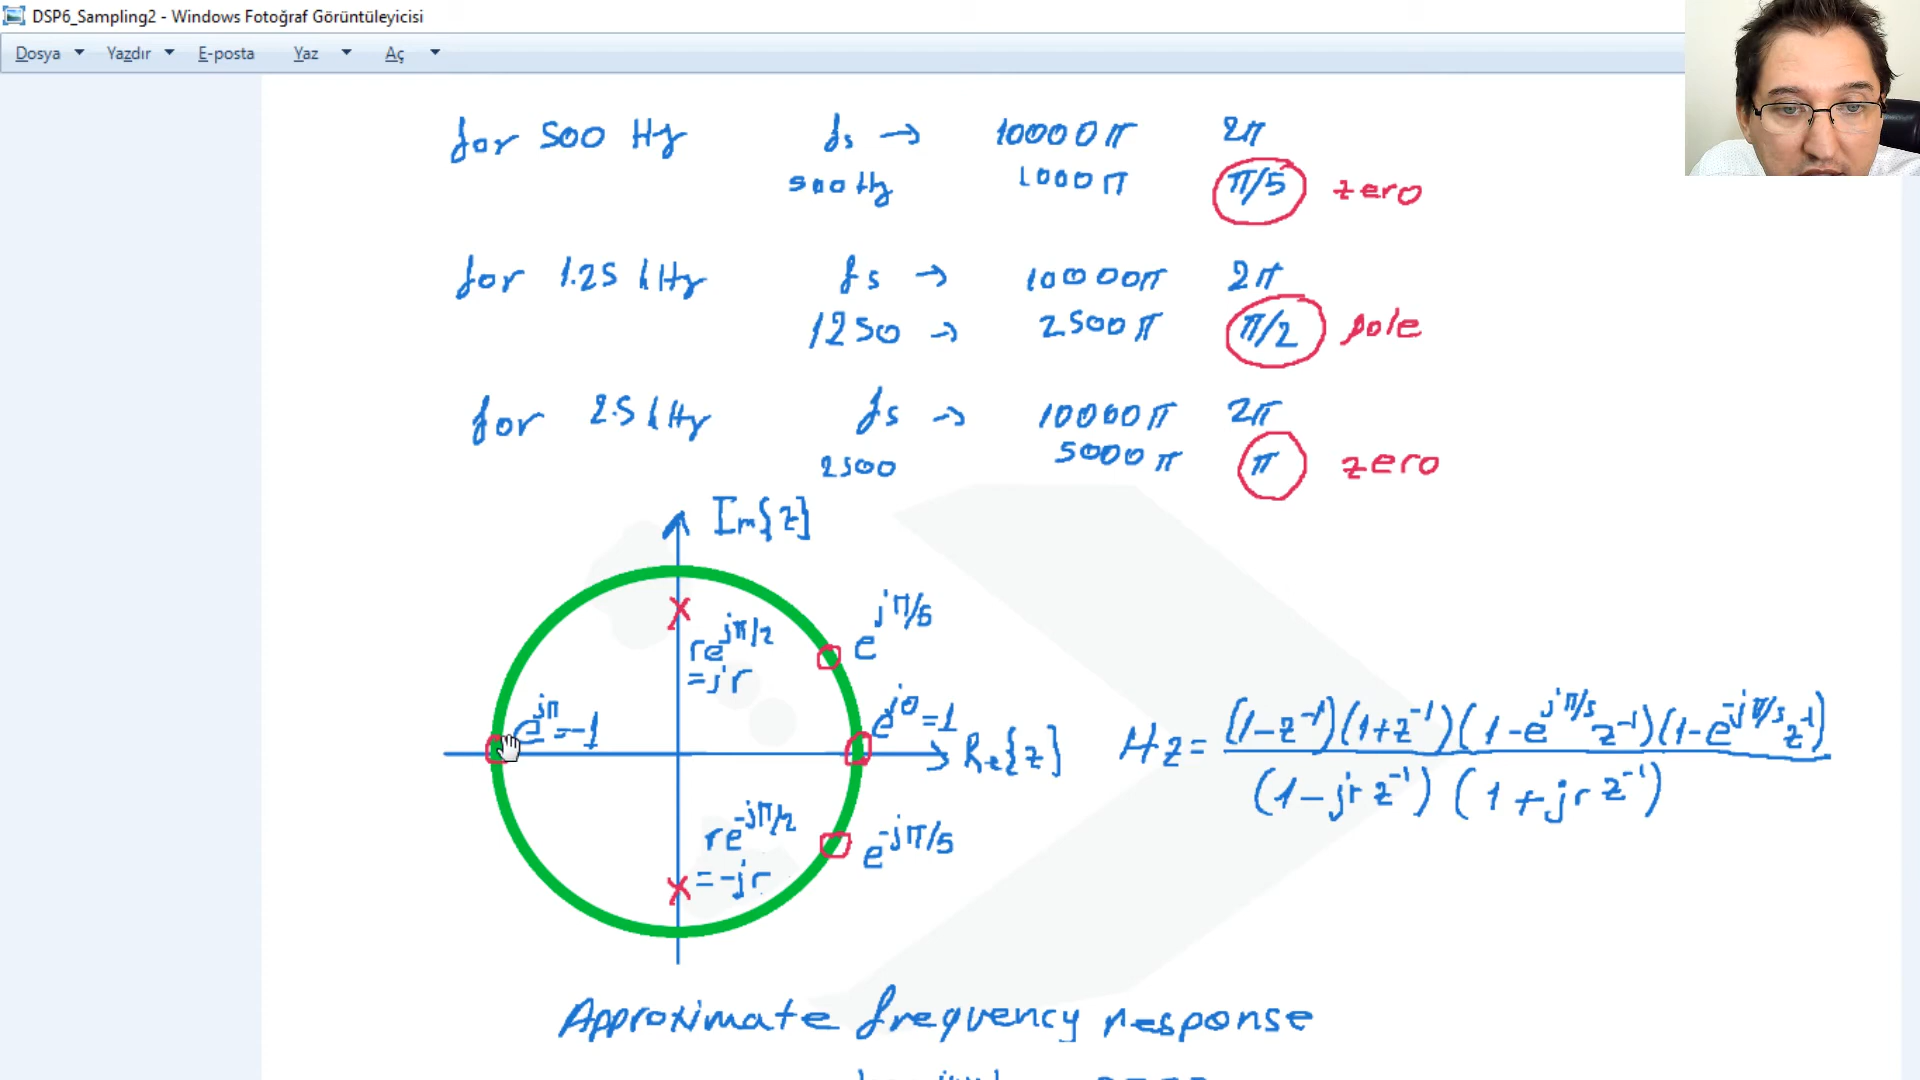 DSP6_Sampling2 - Windows Fotoğraf Görüntüleyicisi
Dosya Yazdır E-posta Yaz Aç
for 500 Hz fs → 10000π 2π
500Hz 1000π π/5 zero
for 1.25 kHz fs → 10000π 2π
1250 → 2500π π/2 pole
for 2.5 kHz fs → 10000π 2π
2500 5000π π zero
Im{z}
e^{jπ/5}
re^{jπ/2}
=jr
e^{jπ}=-1
e^{j0}=1
Re{z}
Hz = (1-z^{-1})(1+z^{-1})(1-e^{jπ/5}z^{-1})(1-e^{-jπ/5}z^{-1})
(1-jrz^{-1})(1+jrz^{-1})
re^{-jπ/2}
=-jr
e^{-jπ/5}
Approximate frequency response